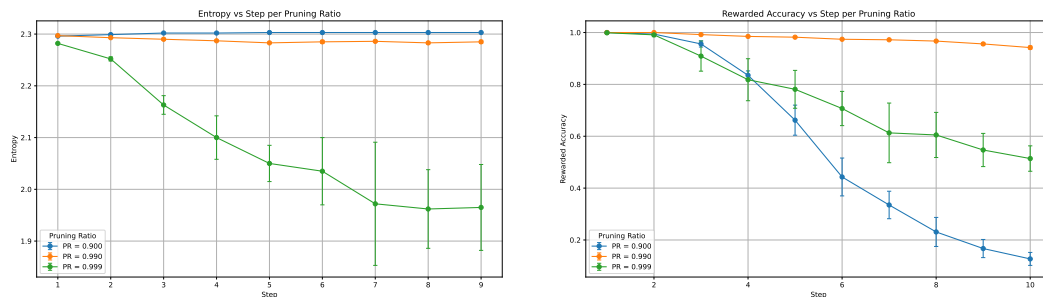 Entropy vs Step per Pruning Ratio
2.3
2.2
2.1
2.0
1.9
Entropy
Pruning Ratio
PR = 0.900
PR = 0.990
PR = 0.999
1 2 3 4 5 6 7 8 9
Step
Rewarded Accuracy vs Step per Pruning Ratio
1.0
0.8
0.6
0.4
0.2
Rewarded Accuracy
Pruning Ratio
PR = 0.900
PR = 0.990
PR = 0.999
2 4 6 8 10
Step